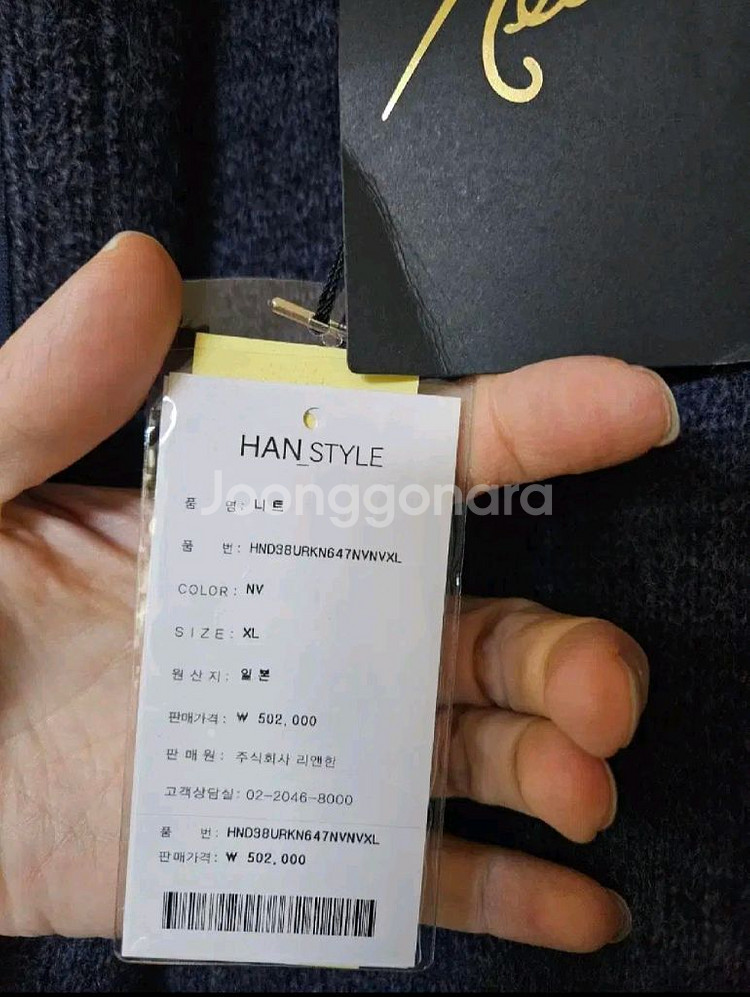 HAN_STYLE
Joonggonara
품 명: 니트
품 번: HND38URKN647NVNVXL
COLOR: NV
SIZE: XL
원산지: 일본
판매가격: ₩ 502,000
판매원: 주식회사 리앤한
고객상담실: 02-2046-8000
품 번: HND38URKN647NVNVXL
판매가격: ₩ 502,000